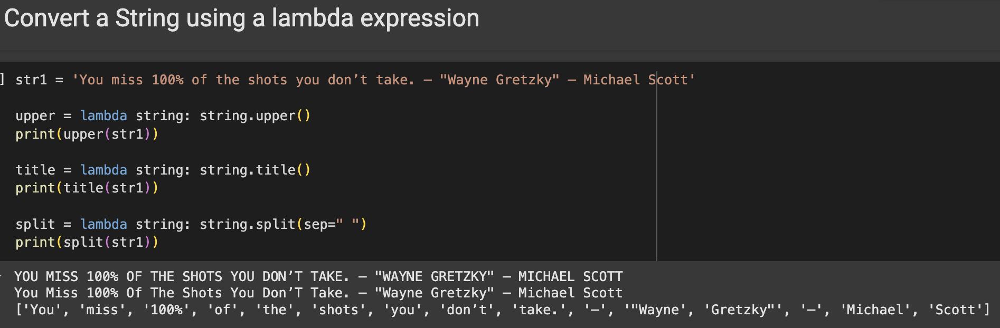 Convert a String using a lambda expression
] str1 = 'You miss 100% of the shots you don’t take. — "Wayne Gretzky" — Michael Scott'
upper = lambda string: string.upper()
print(upper(str1))
title = lambda string: string.title()
print(title(str1))
split = lambda string: string.split(sep=" ")
print(split(str1))
YOU MISS 100% OF THE SHOTS YOU DON’T TAKE. — "WAYNE GRETZKY" — MICHAEL SCOTT
You Miss 100% Of The Shots You Don’T Take. — "Wayne Gretzky" — Michael Scott
['You', 'miss', '100%', 'of', 'the', 'shots', 'you', 'don’t', 'take.', '—', '"Wayne', 'Gretzky"', '—', 'Michael', 'Scott']